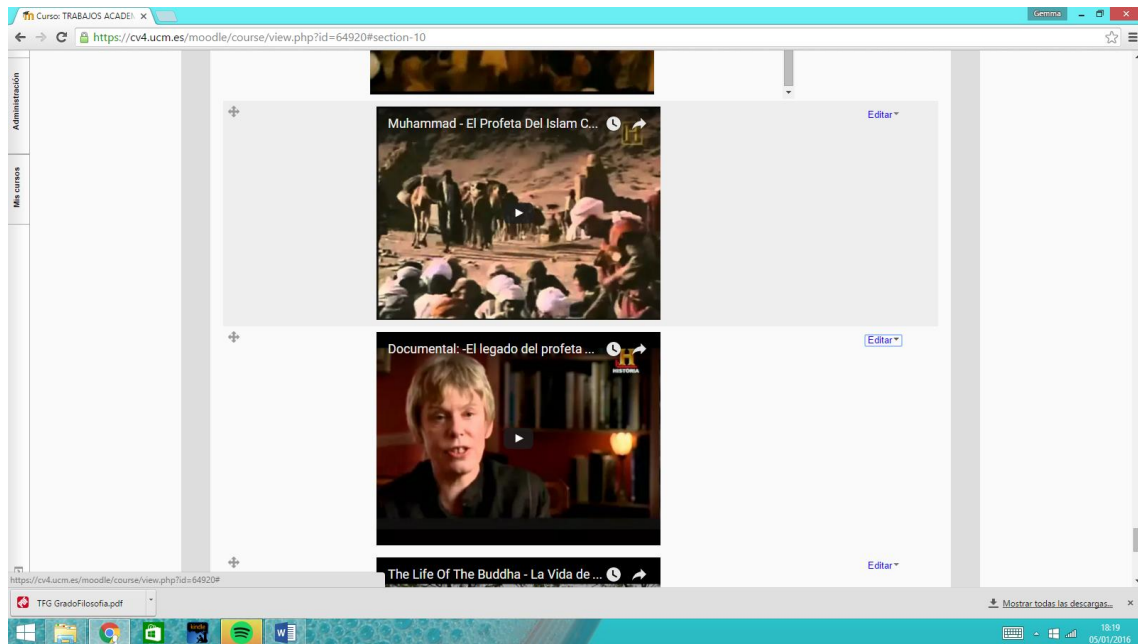 Curso: TRABAJOS ACADEM
Gemma
https://cv4.ucm.es/moodle/course/view.php?id=64920#section-10
Administración
Mis cursos
Muhammad - El Profeta Del Islam C...
H
Editar
Documental: -El legado del profeta ...
H
HISTORIA
Editar
The Life Of The Buddha - La Vida de ...
Editar
https://cv4.ucm.es/moodle/course/view.php?id=64920#
TFG GradoFilosofia.pdf
Mostrar todas las descargas...
kindle
18:19
05/01/2016